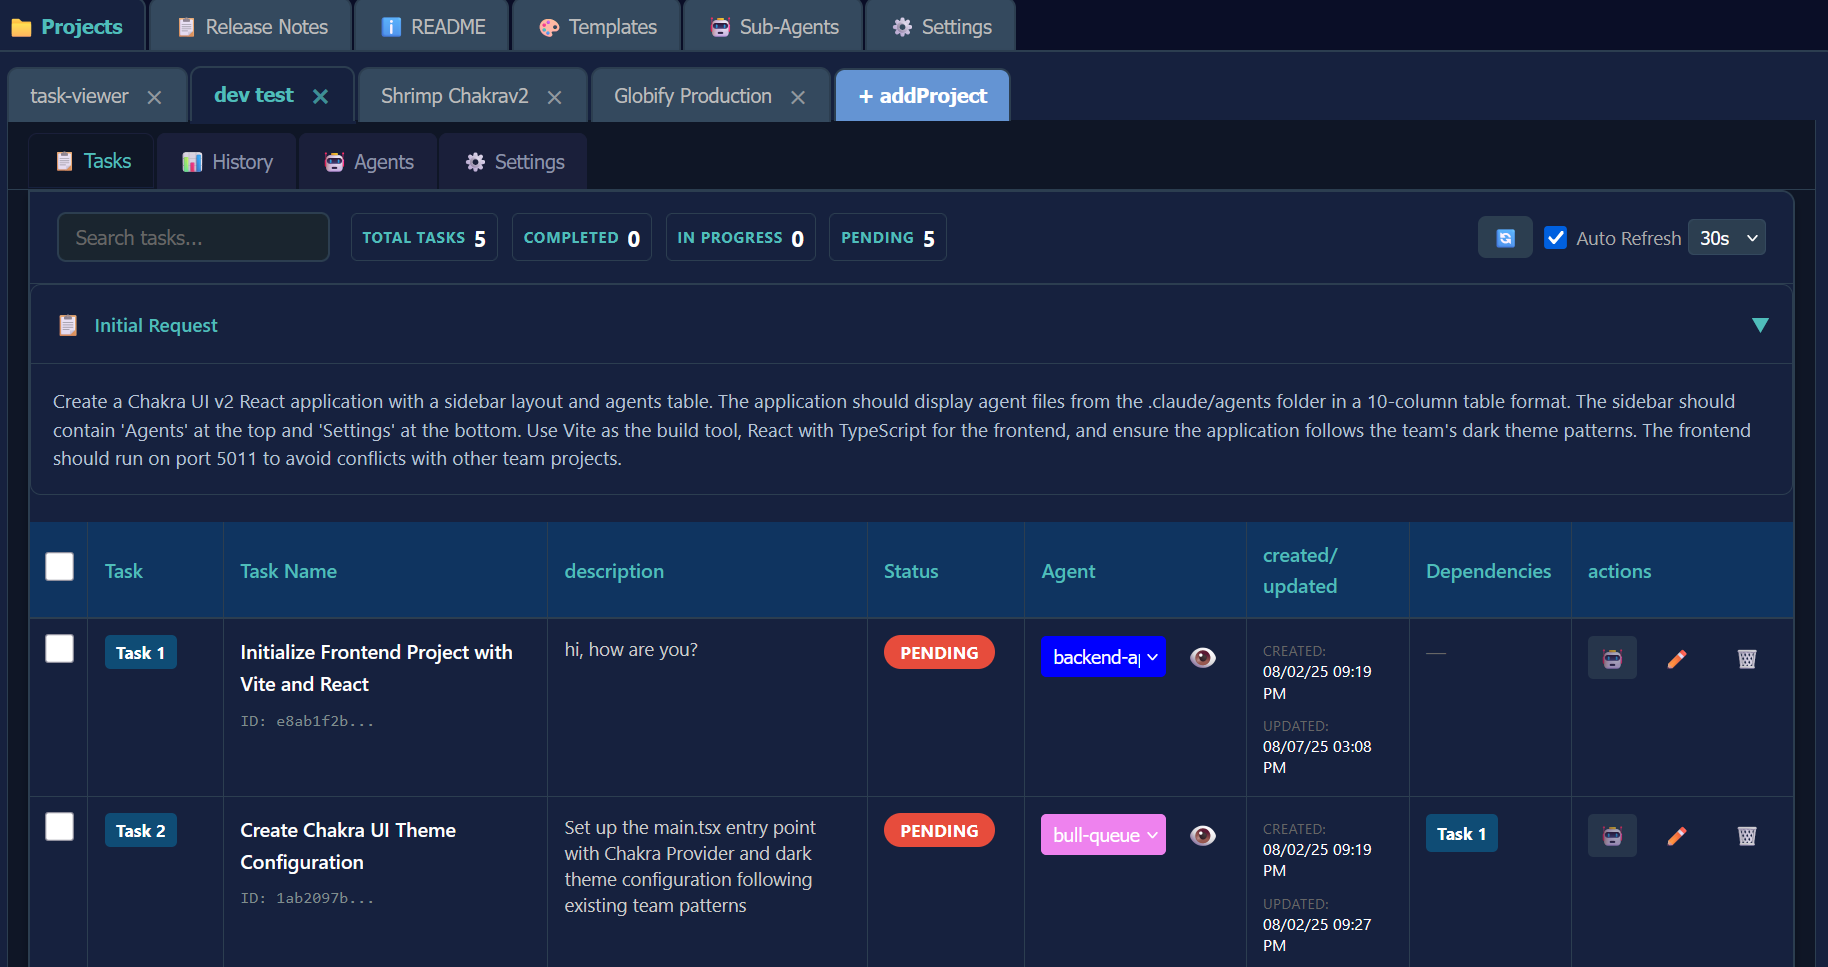 Projects
Release Notes
README
Templates
Sub-Agents
Settings
task-viewer ×
dev test ×
Shrimp Chakrav2 ×
Globify Production ×
+ addProject
Tasks
History
Agents
Settings
Search tasks...
TOTAL TASKS 5
COMPLETED 0
IN PROGRESS 0
PENDING 5
Auto Refresh
30s
Initial Request
Create a Chakra UI v2 React application with a sidebar layout and agents table. The application should display agent files from the .claude/agents folder in a 10-column table format. The sidebar should
contain 'Agents' at the top and 'Settings' at the bottom. Use Vite as the build tool, React with TypeScript for the frontend, and ensure the application follows the team's dark theme patterns. The frontend
should run on port 5011 to avoid conflicts with other team projects.
Task
Task Name
description
Status
Agent
created/
updated
Dependencies
actions
Task 1
Initialize Frontend Project with
Vite and React
ID: e8ab1f2b...
hi, how are you?
PENDING
backend-ap
CREATED:
08/02/25 09:19
PM
UPDATED:
08/07/25 03:08
PM
—
Task 2
Create Chakra UI Theme
Configuration
ID: 1ab2097b...
Set up the main.tsx entry point
with Chakra Provider and dark
theme configuration following
existing team patterns
PENDING
bull-queue
CREATED:
08/02/25 09:19
PM
UPDATED:
08/02/25 09:27
PM
Task 1